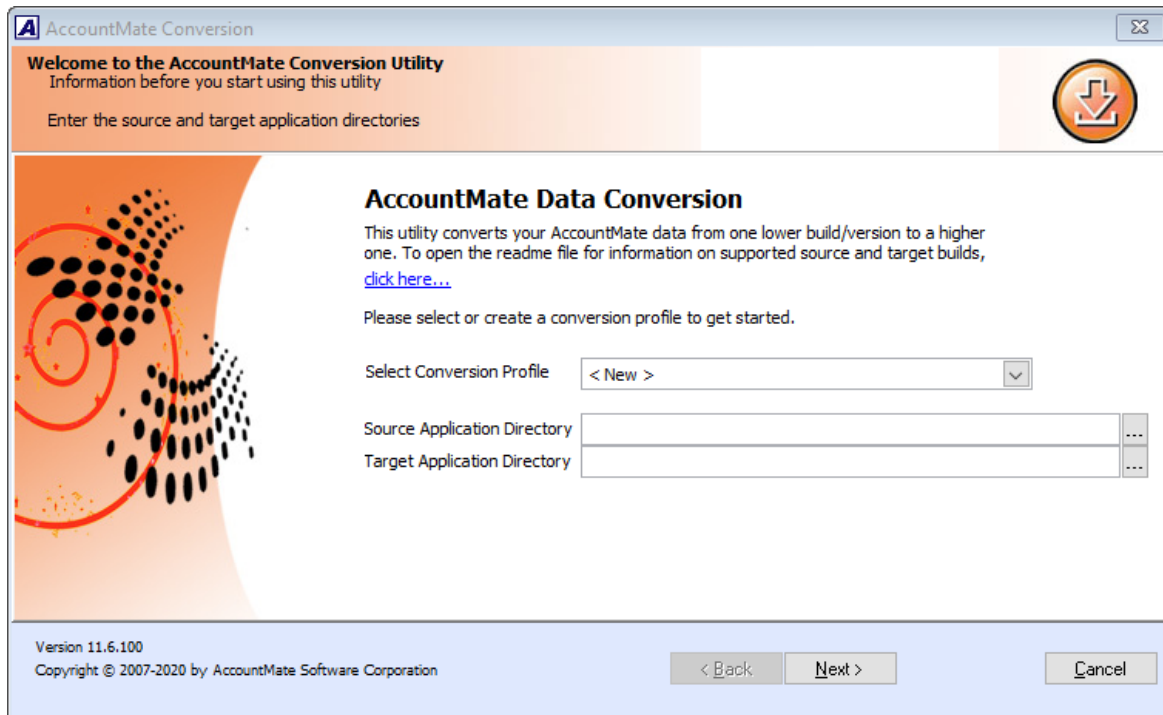 AccountMate Conversion
Welcome to the AccountMate Conversion Utility
Information before you start using this utility
Enter the source and target application directories
AccountMate Data Conversion
This utility converts your AccountMate data from one lower build/version to a higher
one. To open the readme file for information on supported source and target builds,
click here...
Please select or create a conversion profile to get started.
Select Conversion Profile
< New >
Source Application Directory
...
Target Application Directory
...
Version 11.6.100
Copyright © 2007-2020 by AccountMate Software Corporation
< Back
Next >
Cancel